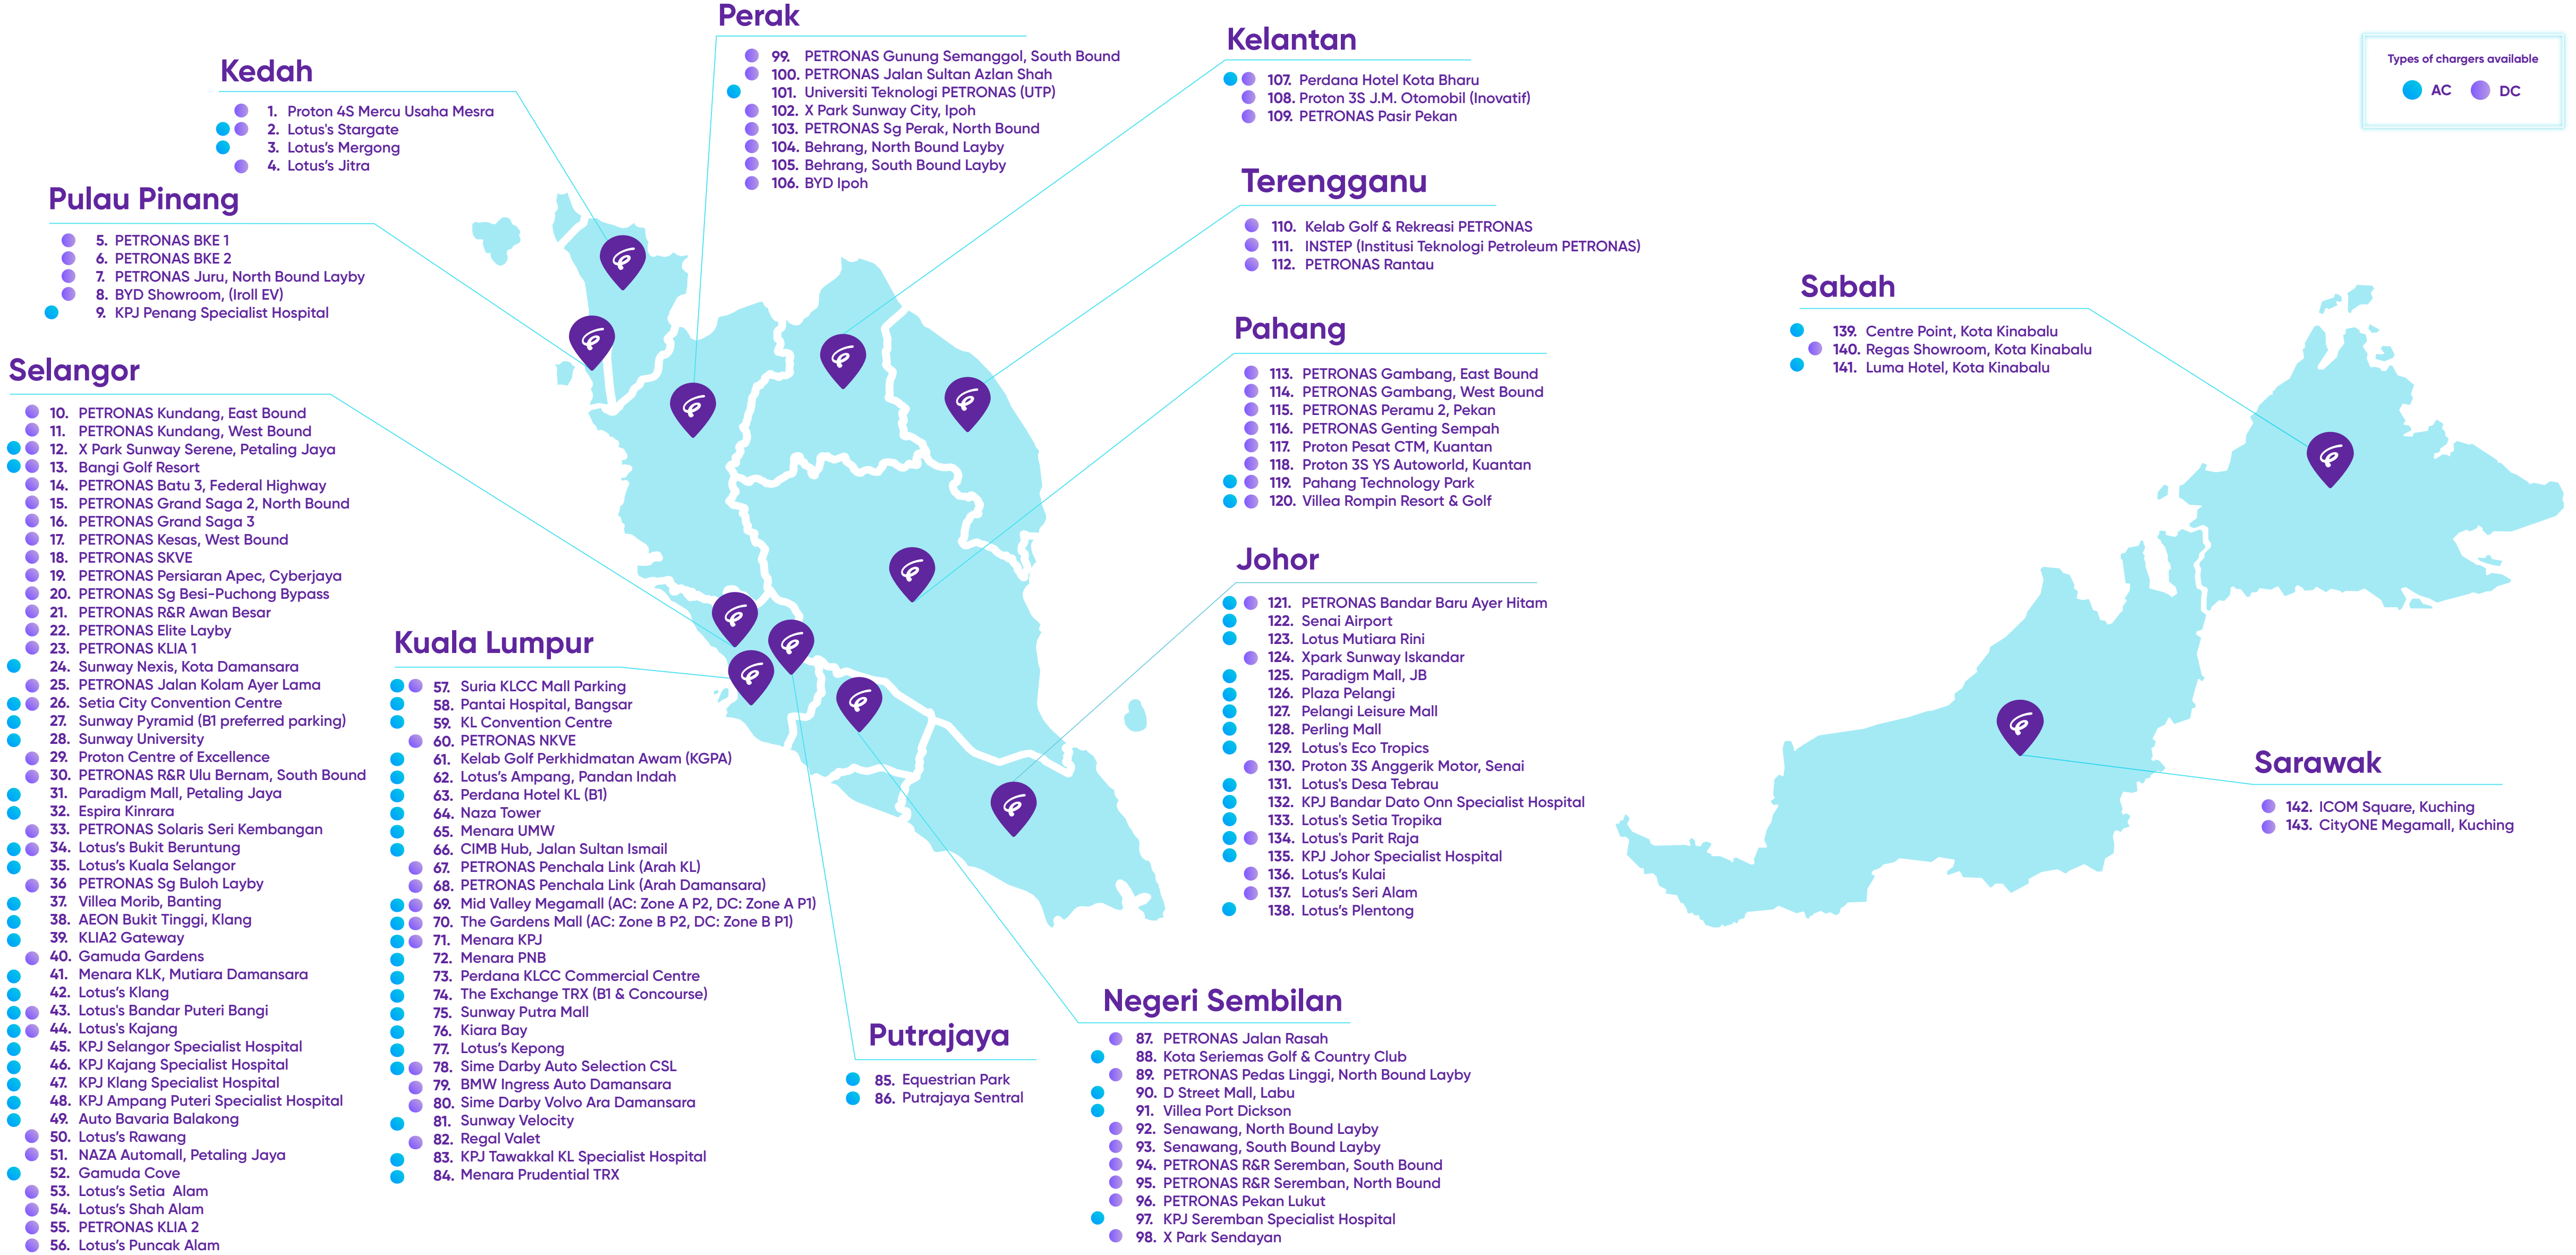 Perak
99. PETRONAS Gunung Semanggol, South Bound
100. PETRONAS Jalan Sultan Azlan Shah
101. Universiti Teknologi PETRONAS (UTP)
102. X Park Sunway City, Ipoh
103. PETRONAS Sg Perak, North Bound
104. Behrang, North Bound Layby
105. Behrang, South Bound Layby
106. BYD Ipoh
Kelantan
107. Perdana Hotel Kota Bharu
108. Proton 3S J.M. Otomobil (Inovatif)
109. PETRONAS Pasir Pekan
Types of chargers available
AC DC
Kedah
1. Proton 4S Mercu Usaha Mesra
2. Lotus's Stargate
3. Lotus's Mergong
4. Lotus's Jitra
Terengganu
110. Kelab Golf & Rekreasi PETRONAS
111. INSTEP (Institusi Teknologi Petroleum PETRONAS)
112. PETRONAS Rantau
Pulau Pinang
5. PETRONAS BKE 1
6. PETRONAS BKE 2
7. PETRONAS Juru, North Bound Layby
8. BYD Showroom, (Iroll EV)
9. KPJ Penang Specialist Hospital
Sabah
139. Centre Point, Kota Kinabalu
140. Regas Showroom, Kota Kinabalu
141. Luma Hotel, Kota Kinabalu
Pahang
113. PETRONAS Gambang, East Bound
114. PETRONAS Gambang, West Bound
115. PETRONAS Peramu 2, Pekan
116. PETRONAS Genting Sempah
117. Proton Pesat CTM, Kuantan
118. Proton 3S YS Autoworld, Kuantan
119. Pahang Technology Park
120. Villea Rompin Resort & Golf
Selangor
10. PETRONAS Kundang, East Bound
11. PETRONAS Kundang, West Bound
12. X Park Sunway Serene, Petaling Jaya
13. Bangi Golf Resort
14. PETRONAS Batu 3, Federal Highway
15. PETRONAS Grand Saga 2, North Bound
16. PETRONAS Grand Saga 3
17. PETRONAS Kesas, West Bound
18. PETRONAS SKVE
19. PETRONAS Persiaran Apec, Cyberjaya
20. PETRONAS Sg Besi-Puchong Bypass
21. PETRONAS R&R Awan Besar
22. PETRONAS Elite Layby
23. PETRONAS KLIA 1
24. Sunway Nexis, Kota Damansara
25. PETRONAS Jalan Kolam Ayer Lama
26. Setia City Convention Centre
27. Sunway Pyramid (B1 preferred parking)
28. Sunway University
29. Proton Centre of Excellence
30. PETRONAS R&R Ulu Bernam, South Bound
31. Paradigm Mall, Petaling Jaya
32. Espira Kinrara
33. PETRONAS Solaris Seri Kembangan
34. Lotus's Bukit Beruntung
35. Lotus's Kuala Selangor
36 PETRONAS Sg Buloh Layby
37. Villea Morib, Banting
38. AEON Bukit Tinggi, Klang
39. KLIA2 Gateway
40. Gamuda Gardens
41. Menara KLK, Mutiara Damansara
42. Lotus's Klang
43. Lotus's Bandar Puteri Bangi
44. Lotus's Kajang
45. KPJ Selangor Specialist Hospital
46. KPJ Kajang Specialist Hospital
47. KPJ Klang Specialist Hospital
48. KPJ Ampang Puteri Specialist Hospital
49. Auto Bavaria Balakong
50. Lotus's Rawang
51. NAZA Automall, Petaling Jaya
52. Gamuda Cove
53. Lotus's Setia Alam
54. Lotus's Shah Alam
55. PETRONAS KLIA 2
56. Lotus's Puncak Alam
Johor
121. PETRONAS Bandar Baru Ayer Hitam
122. Senai Airport
123. Lotus Mutiara Rini
124. Xpark Sunway Iskandar
125. Paradigm Mall, JB
126. Plaza Pelangi
127. Pelangi Leisure Mall
128. Perling Mall
129. Lotus's Eco Tropics
130. Proton 3S Anggerik Motor, Senai
131. Lotus's Desa Tebrau
132. KPJ Bandar Dato Onn Specialist Hospital
133. Lotus's Setia Tropika
134. Lotus's Parit Raja
135. KPJ Johor Specialist Hospital
136. Lotus's Kulai
137. Lotus's Seri Alam
138. Lotus's Plentong
Kuala Lumpur
57. Suria KLCC Mall Parking
58. Pantai Hospital, Bangsar
59. KL Convention Centre
60. PETRONAS NKVE
61. Kelab Golf Perkhidmatan Awam (KGPA)
62. Lotus's Ampang, Pandan Indah
63. Perdana Hotel KL (B1)
64. Naza Tower
65. Menara UMW
66. CIMB Hub, Jalan Sultan Ismail
67. PETRONAS Penchala Link (Arah KL)
68. PETRONAS Penchala Link (Arah Damansara)
69. Mid Valley Megamall (AC: Zone A P2, DC: Zone A P1)
70. The Gardens Mall (AC: Zone B P2, DC: Zone B P1)
71. Menara KPJ
72. Menara PNB
73. Perdana KLCC Commercial Centre
74. The Exchange TRX (B1 & Concourse)
75. Sunway Putra Mall
76. Kiara Bay
77. Lotus's Kepong
78. Sime Darby Auto Selection CSL
79. BMW Ingress Auto Damansara
80. Sime Darby Volvo Ara Damansara
81. Sunway Velocity
82. Regal Valet
83. KPJ Tawakkal KL Specialist Hospital
84. Menara Prudential TRX
Sarawak
142. ICOM Square, Kuching
143. CityONE Megamall, Kuching
Putrajaya
85. Equestrian Park
86. Putrajaya Sentral
Negeri Sembilan
87. PETRONAS Jalan Rasah
88. Kota Seriemas Golf & Country Club
89. PETRONAS Pedas Linggi, North Bound Layby
90. D Street Mall, Labu
91. Villea Port Dickson
92. Senawang, North Bound Layby
93. Senawang, South Bound Layby
94. PETRONAS R&R Seremban, South Bound
95. PETRONAS R&R Seremban, North Bound
96. PETRONAS Pekan Lukut
97. KPJ Seremban Specialist Hospital
98. X Park Sendayan